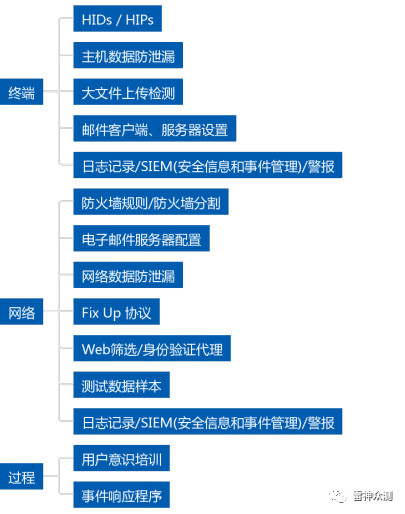 终端
HIDs / HIPs
主机数据防泄漏
大文件上传检测
邮件客户端、服务器设置
日志记录/SIEM(安全信息和事件管理)/警报
网络
防火墙规则/防火墙分割
电子邮件服务器配置
网络数据防泄漏
Fix Up 协议
Web筛选/身份验证代理
测试数据样本
日志记录/SIEM(安全信息和事件管理)/警报
过程
用户意识培训
事件响应程序
雷神众测